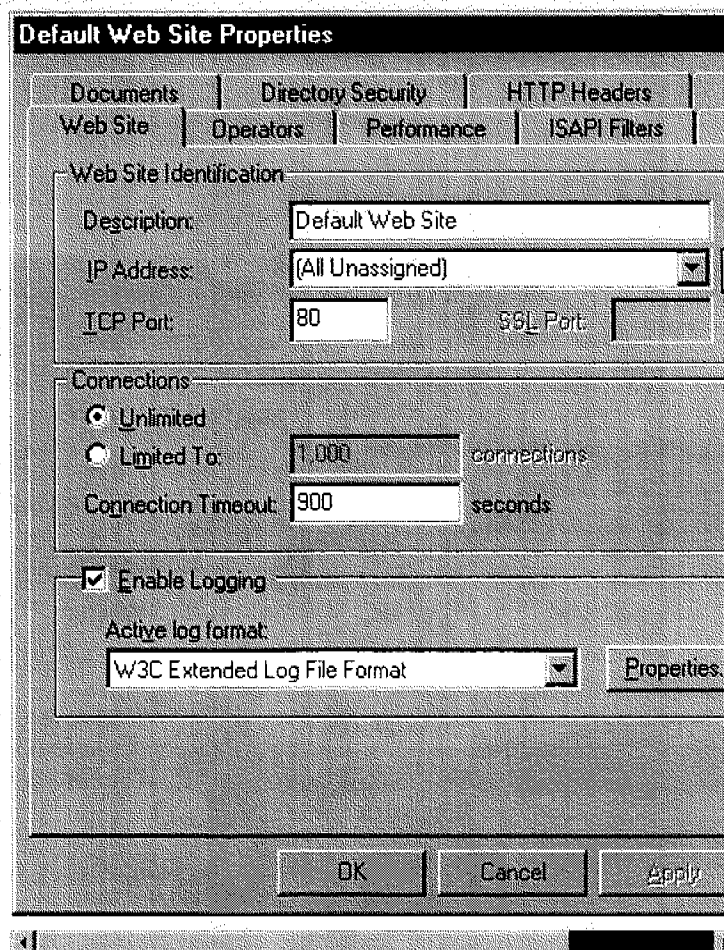 Default Web Site Properties
Documents Directory Security HTTP Headers
Web Site Operators Performance ISAPI Filters
Web Site Identification
Description: Default Web Site
IP Address: (All Unassigned)
TCP Port: 80 SSL Port:
Connections
Unlimited
Limited To: 1,000 connections
Connection Timeout: 900 seconds
Enable Logging
Active log format:
W3C Extended Log File Format Properties.
OK Cancel Apply